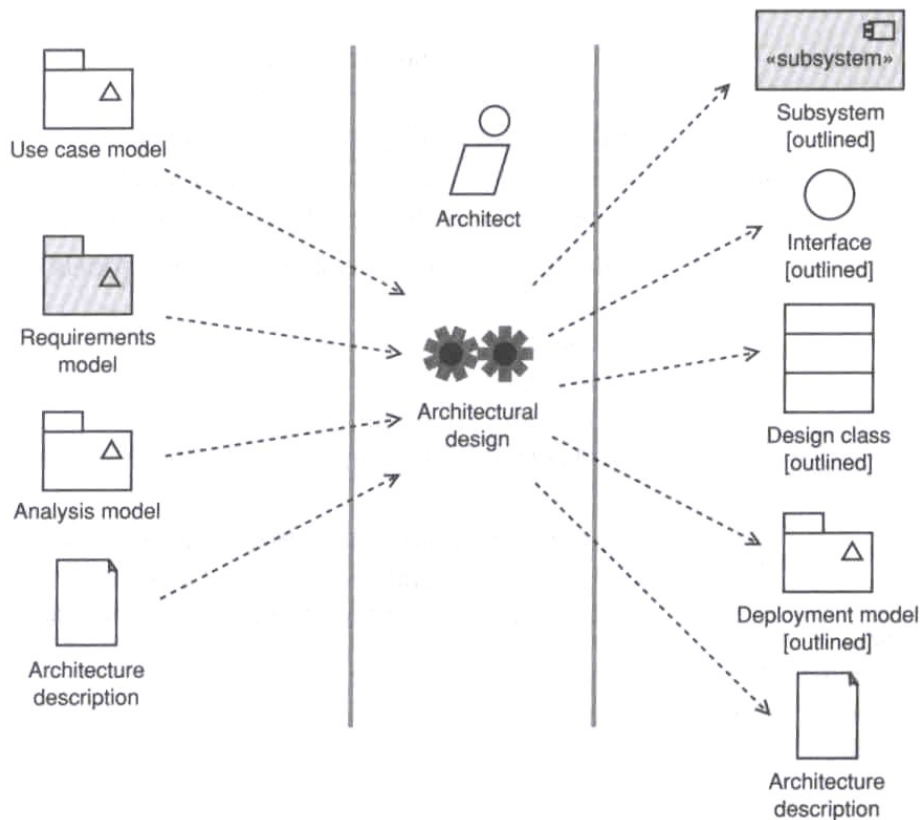 Use case model
Requirements
model
Analysis model
Architecture
description
Architect
Architectural
design
«subsystem»
Subsystem
[outlined]
Interface
[outlined]
Design class
[outlined]
Deployment model
[outlined]
Architecture
description